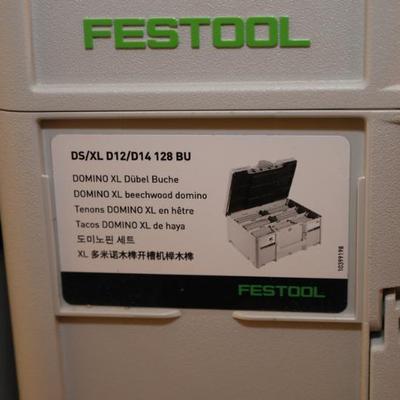 FESTOOL
DS/XL D12/D14 128 BU
DOMINO XL Dübel Buche
DOMINO XL beechwood domino
Tenons DOMINO XL en hêtre
Tacos DOMINO XL de haya
도미노핀 세트
XL 多米诺木榫开槽机榉木榫
10399198
FESTOOL